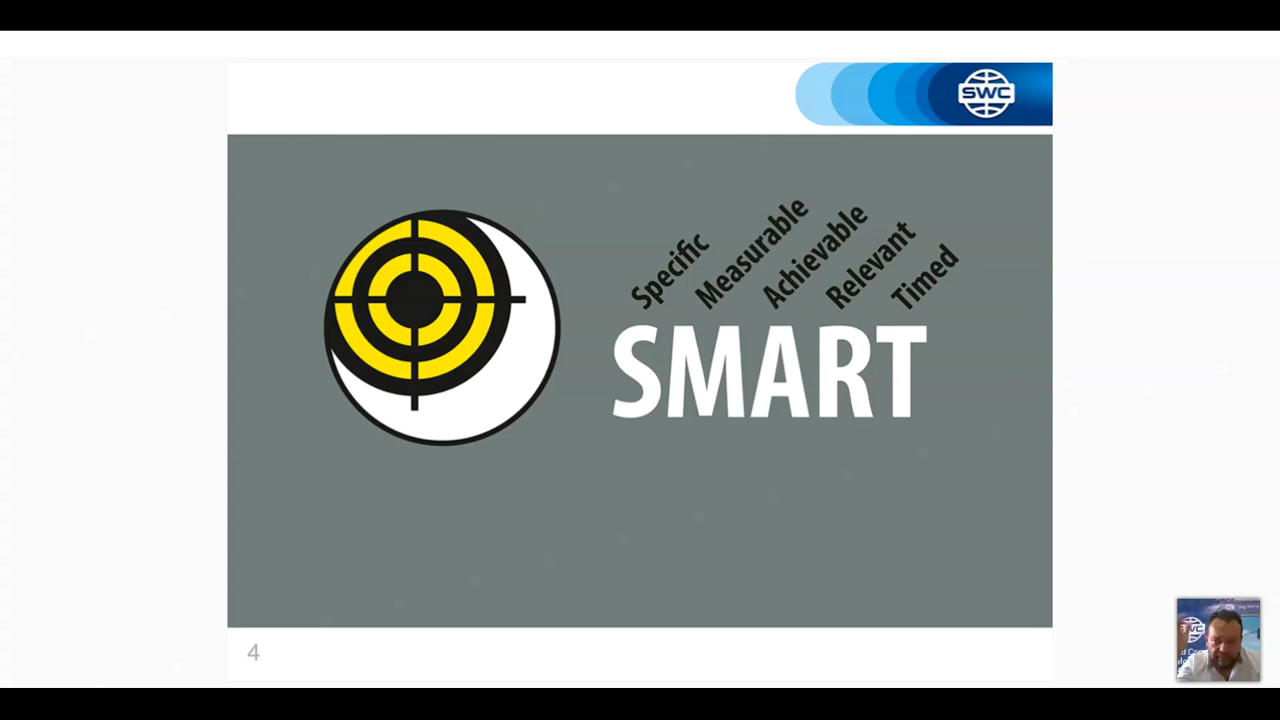 SWC
Specific
Measurable
Achievable
Relevant
Timed
SMART
4